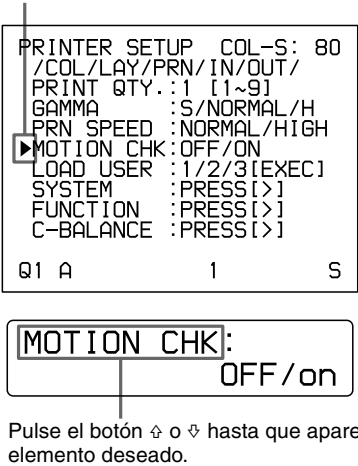 PRINTER SETUP COL-S: 80
/COL/LAY/PRN/IN/OUT/
PRINT QTY.:1 [1~9]
GAMMA :S/NORMAL/H
PRN SPEED :NORMAL/HIGH
▶MOTION CHK:OFF/ON
LOAD USER :1/2/3[EXEC]
SYSTEM :PRESS[>]
FUNCTION :PRESS[>]
C-BALANCE :PRESS[>]
Q1 A 1 S
MOTION CHK:
OFF/on
Pulse el botón ⇧ o ⇩ hasta que apare
elemento deseado.